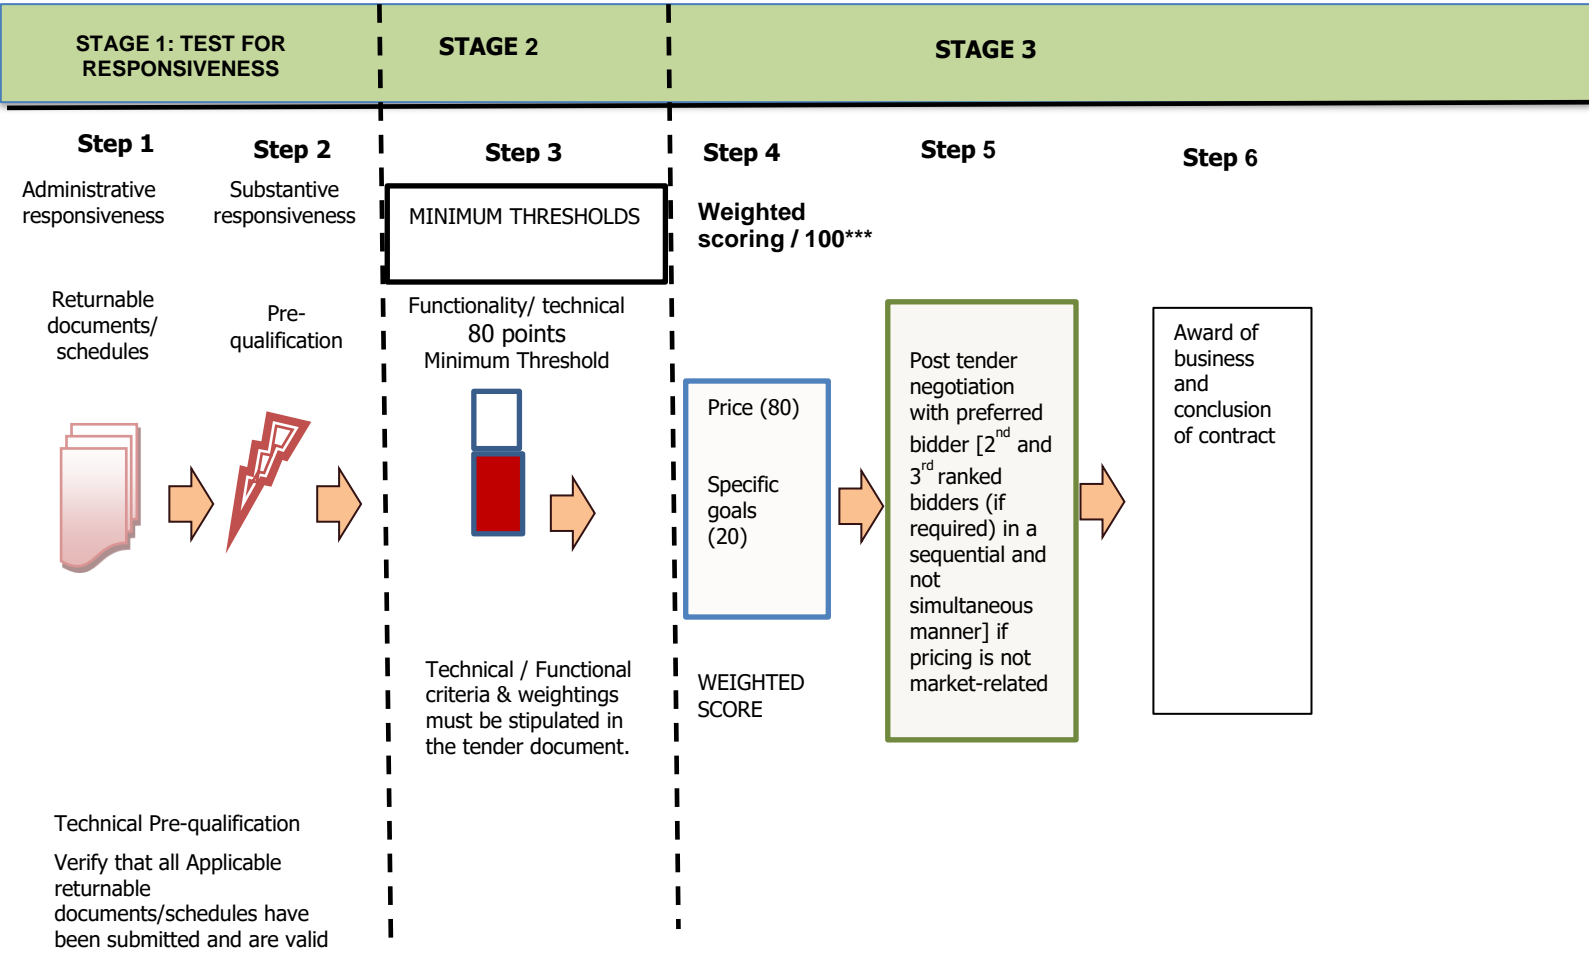 STAGE 1: TEST FOR
RESPONSIVENESS
STAGE 2
STAGE 3
Step 1
Administrative
responsiveness
Returnable
documents/
schedules
Step 2
Substantive
responsiveness
Pre-
qualification
Technical Pre-qualification
Verify that all Applicable
returnable
documents/schedules have
been submitted and are valid
Step 3
MINIMUM THRESHOLDS
Functionality/ technical
80 points
Minimum Threshold
Technical / Functional
criteria & weightings
must be stipulated in
the tender document.
Step 4
Weighted
scoring / 100***
Price (80)
Specific
goals
(20)
WEIGHTED
SCORE
Step 5
Post tender
negotiation
with preferred
bidder [2nd and
3rd ranked
bidders (if
required) in a
sequential and
not
simultaneous
manner] if
pricing is not
market-related
Step 6
Award of
business
and
conclusion
of contract